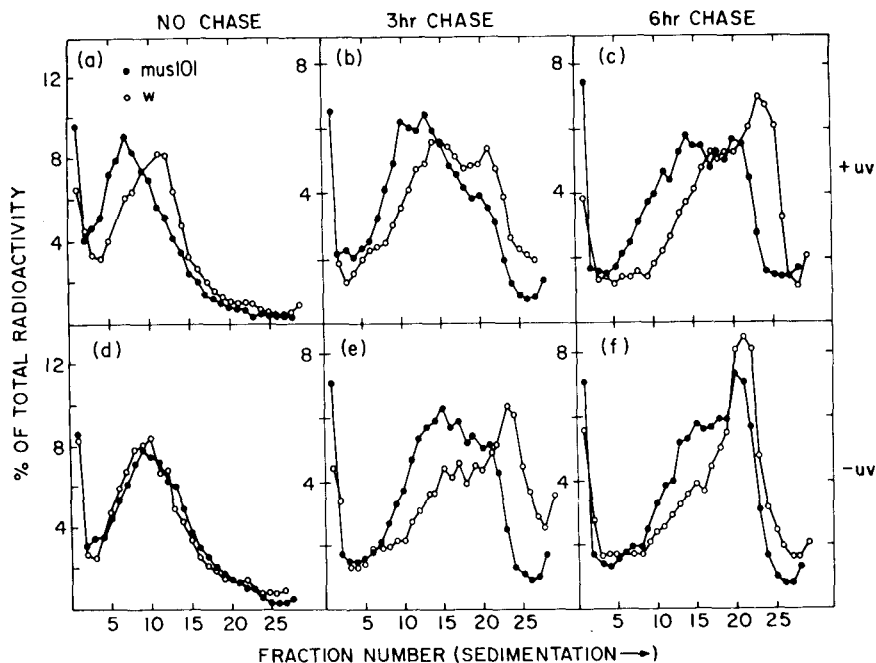 NO CHASE 3hr CHASE 6hr CHASE
(a) (b) (c)
mus101
w
12
8
4
8
4
8
4
+uv
% OF TOTAL RADIOACTIVITY
(d) (e) (f)
12
8
4
8
4
8
4
-uv
5 10 15 20 25 5 10 15 20 25 5 10 15 20 25
FRACTION NUMBER (SEDIMENTATION→)